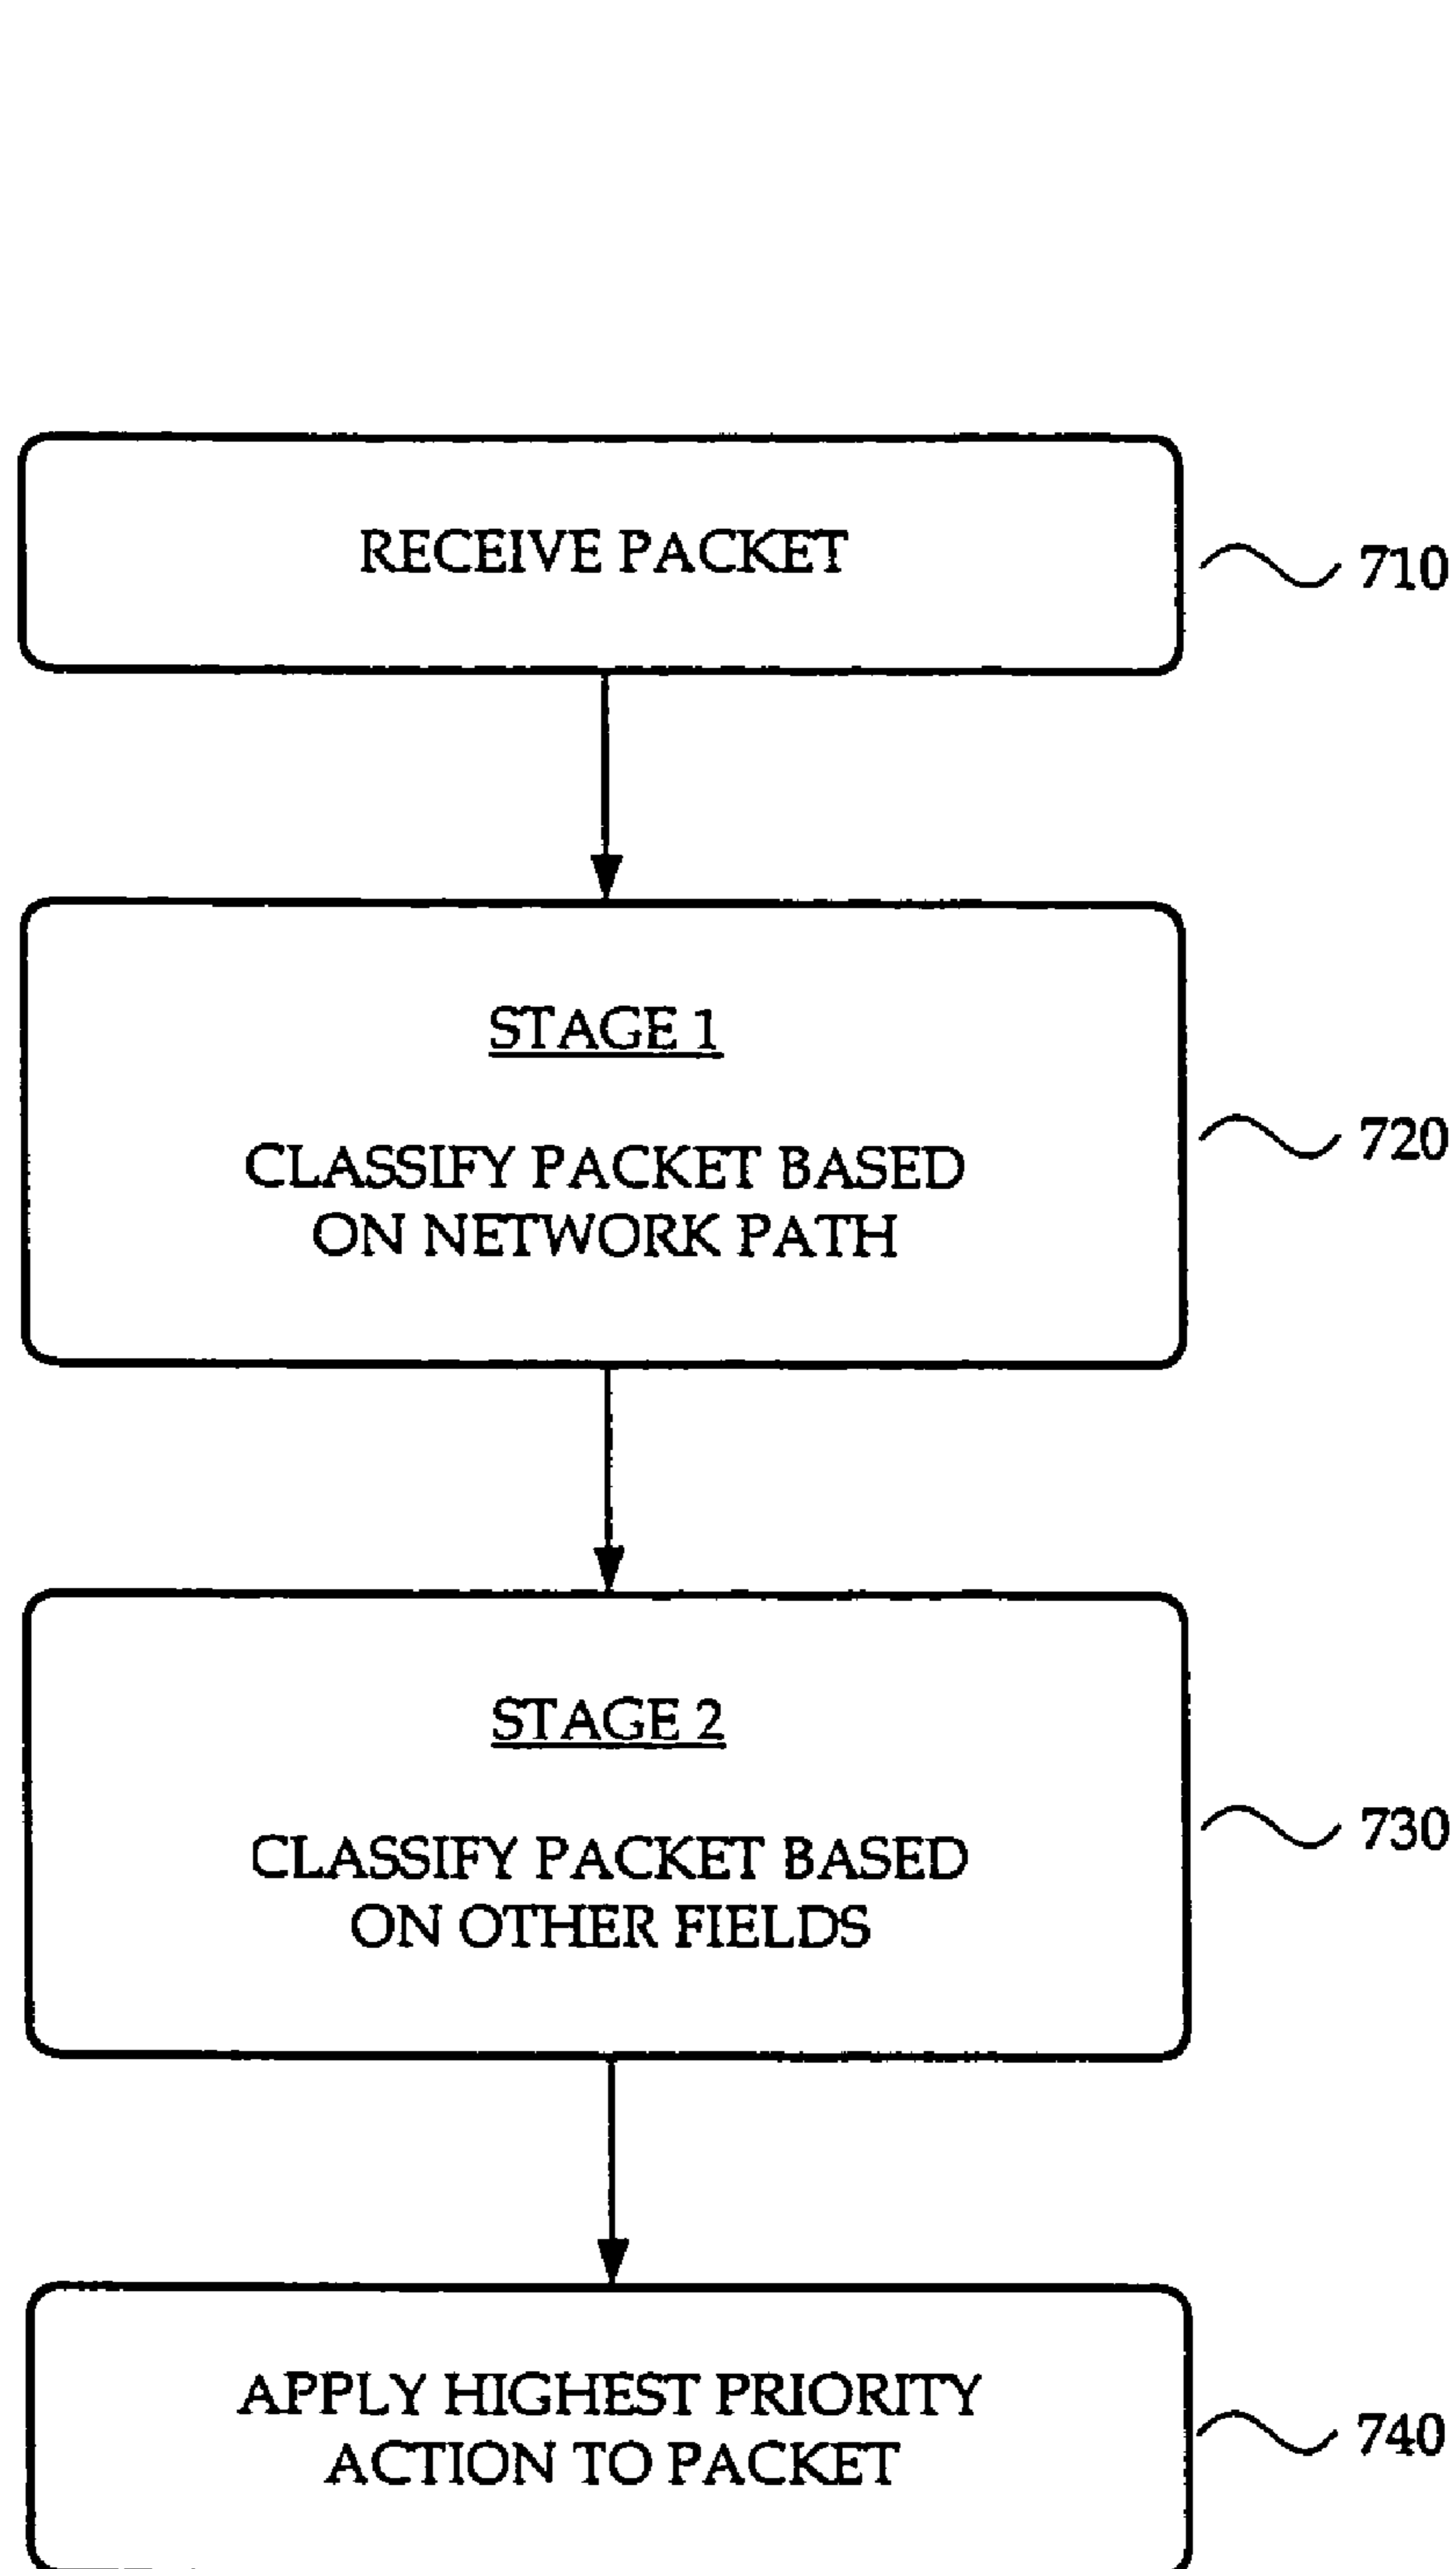 RECEIVE PACKET
710
STAGE 1
720
CLASSIFY PACKET BASED
ON NETWORK PATH
STAGE 2
730
CLASSIFY PACKET BASED
ON OTHER FIELDS
APPLY HIGHEST PRIORITY
740
ACTION TO PACKET